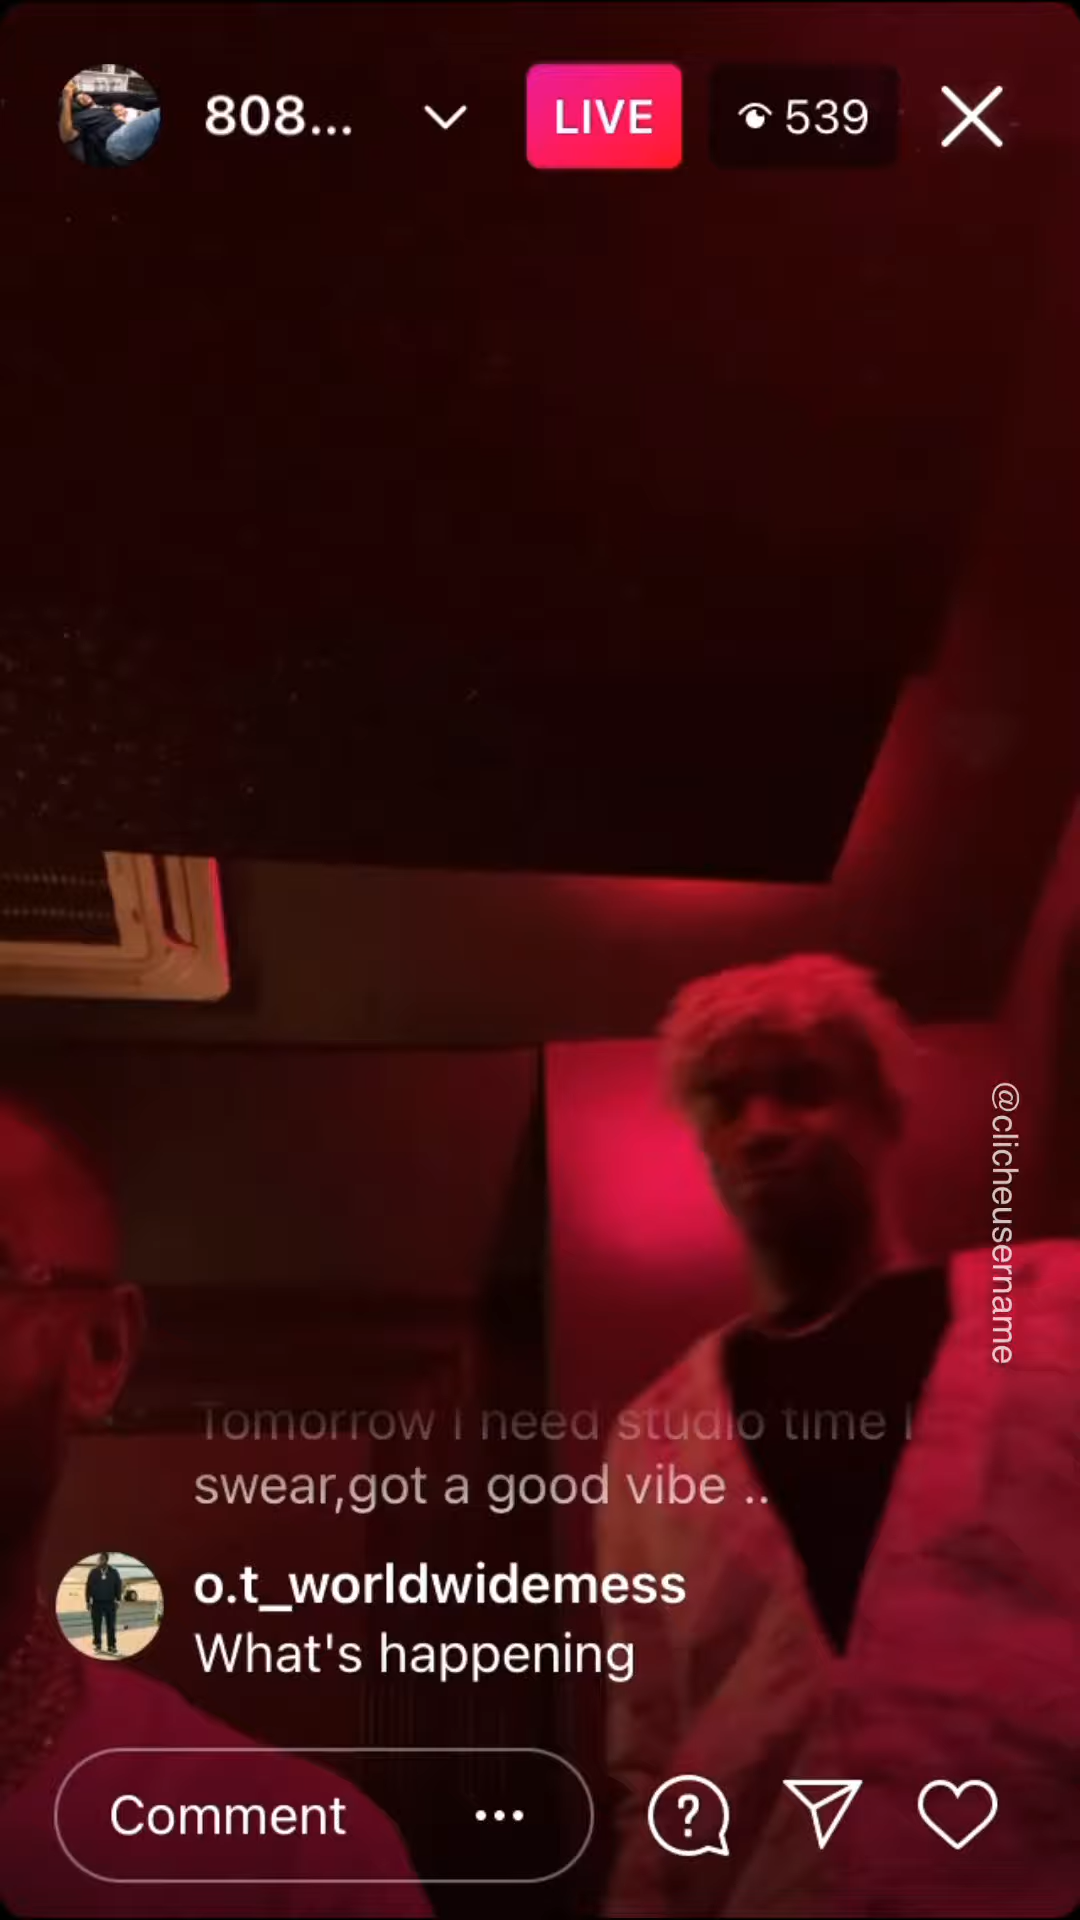 808...
LIVE
539
@clicheusername
Tomorrow I need studio time I
swear,got a good vibe ..
o.t_worldwidemess
What's happening
Comment